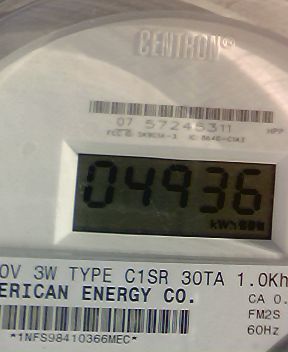 CENTRON®
07 57245311 HPP
04936
kWh
0V 3W TYPE C1SR 30TA 1.0Kh
ERICAN ENERGY CO.
CA 0.
FM2S
60Hz
*1NFS98410366MEC*